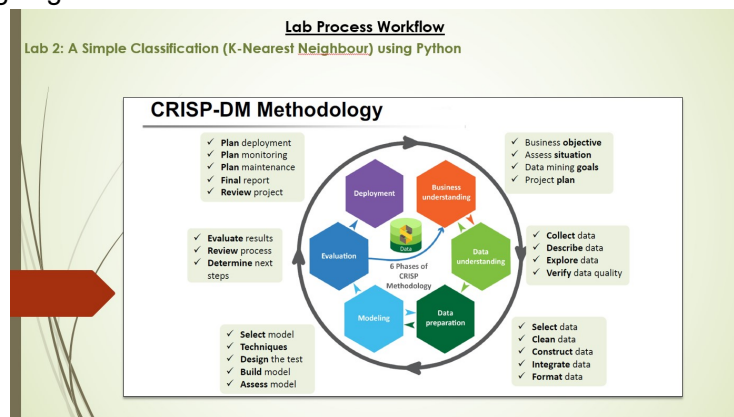 Lab Process Workflow
Lab 2: A Simple Classification (K-Nearest Neighbour) using Python
CRISP-DM Methodology
✓ Plan deployment
✓ Plan monitoring
✓ Plan maintenance
✓ Final report
✓ Review project
✓ Business objective
✓ Assess situation
✓ Data mining goals
✓ Project plan
Deployment
Business
understanding
✓ Evaluate results
✓ Review process
✓ Determine next
steps
Evaluation
Data
6 Phases of
CRISP
Methodology
Data
understanding
✓ Collect data
✓ Describe data
✓ Explore data
✓ Verify data quality
Modeling
Data
preparation
✓ Select model
✓ Techniques
✓ Design the test
✓ Build model
✓ Assess model
✓ Select data
✓ Clean data
✓ Construct data
✓ Integrate data
✓ Format data